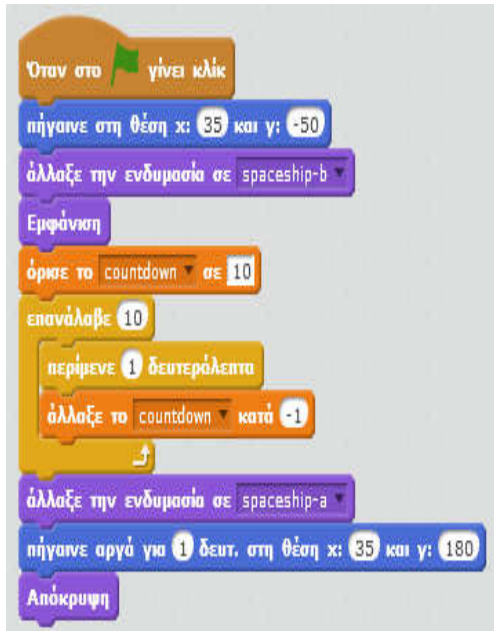 Όταν στο γίνει κλικ
πήγαινε στη θέση x: 35 και y: -50
άλλαξε την ενδυμασία σε spaceship-b
Εμφάνιση
όρισε το countdown σε 10
επανάλαβε 10
περίμενε 1 δευτερόλεπτα
άλλαξε το countdown κατά -1
άλλαξε την ενδυμασία σε spaceship-a
πήγαινε αργά για 1 δευτ. στη θέση x: 35 και y: 180
Απόκρυψη